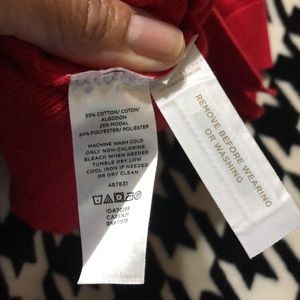 55% COTTON/ COTON/
ALGODON
25% MODAL
20% POLYESTER/ POLIÉSTER
MACHINE WASH COLD
ONLY NON-CHLORINE
BLEACH WHEN NEEDED
TUMBLE DRY LOW
COOL IRON IF NEEDED
OR DRY CLEAN
487831
REMOVE BEFORE WEARING
OR WASHING